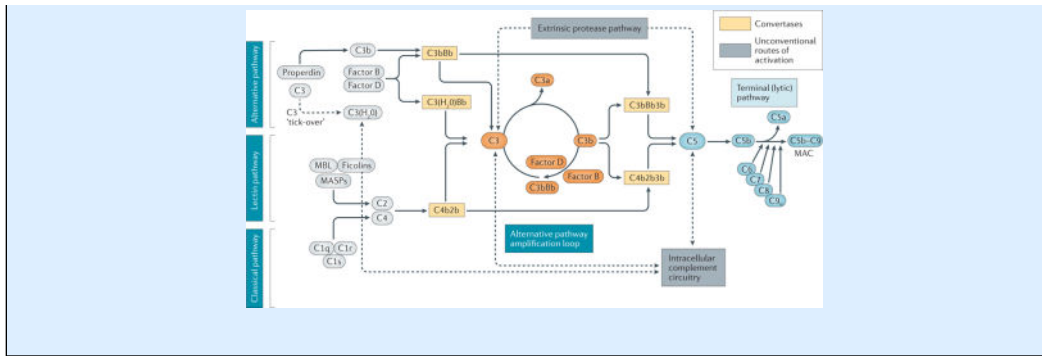 Extrinsic protease pathway
Convertases
Unconventional
routes of
activation
Alternative pathway
C3b
C3bBb
Properdin
Factor B
Factor D
C3
C3
'tick-over'
C3(H₂0)
C3(H₂0)Bb
C3a
C3
C3b
Factor D
Factor B
C3bBb
C3bBb3b
C4b2b3b
Terminal (lytic)
pathway
C5
C5b
C5a
C5b–C9
MAC
C6
C7
C8
C9
Lectin pathway
MBL
Ficolins
MASPs
C2
C4
C4b2b
Alternative pathway
amplification loop
Classical pathway
C1q
C1r
C1s
Intracellular
complement
circuitry